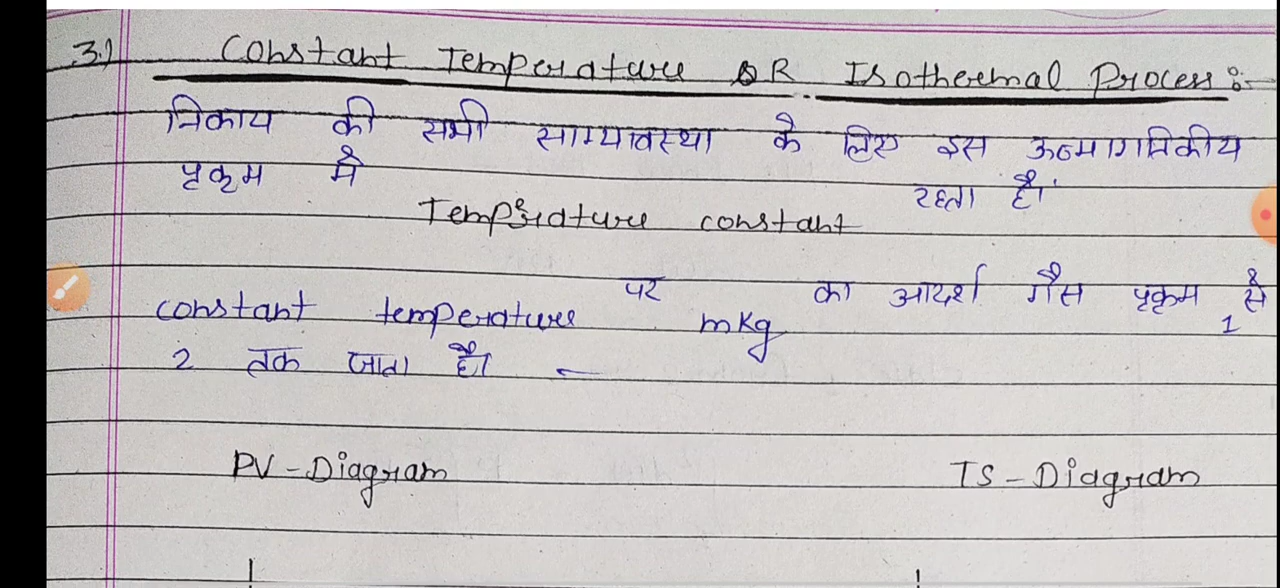 3.) Constant Temperature OR Isothermal Process :-
निकाय की सभी साम्यावस्था के लिए इस ऊष्मागतिकीय
प्रक्रम में Temperature constant रहता है।
constant temperature पर mKg का आदर्श गैस प्रक्रम 1 से
2 तक जाता है। -
PV-Diagram TS-Diagram